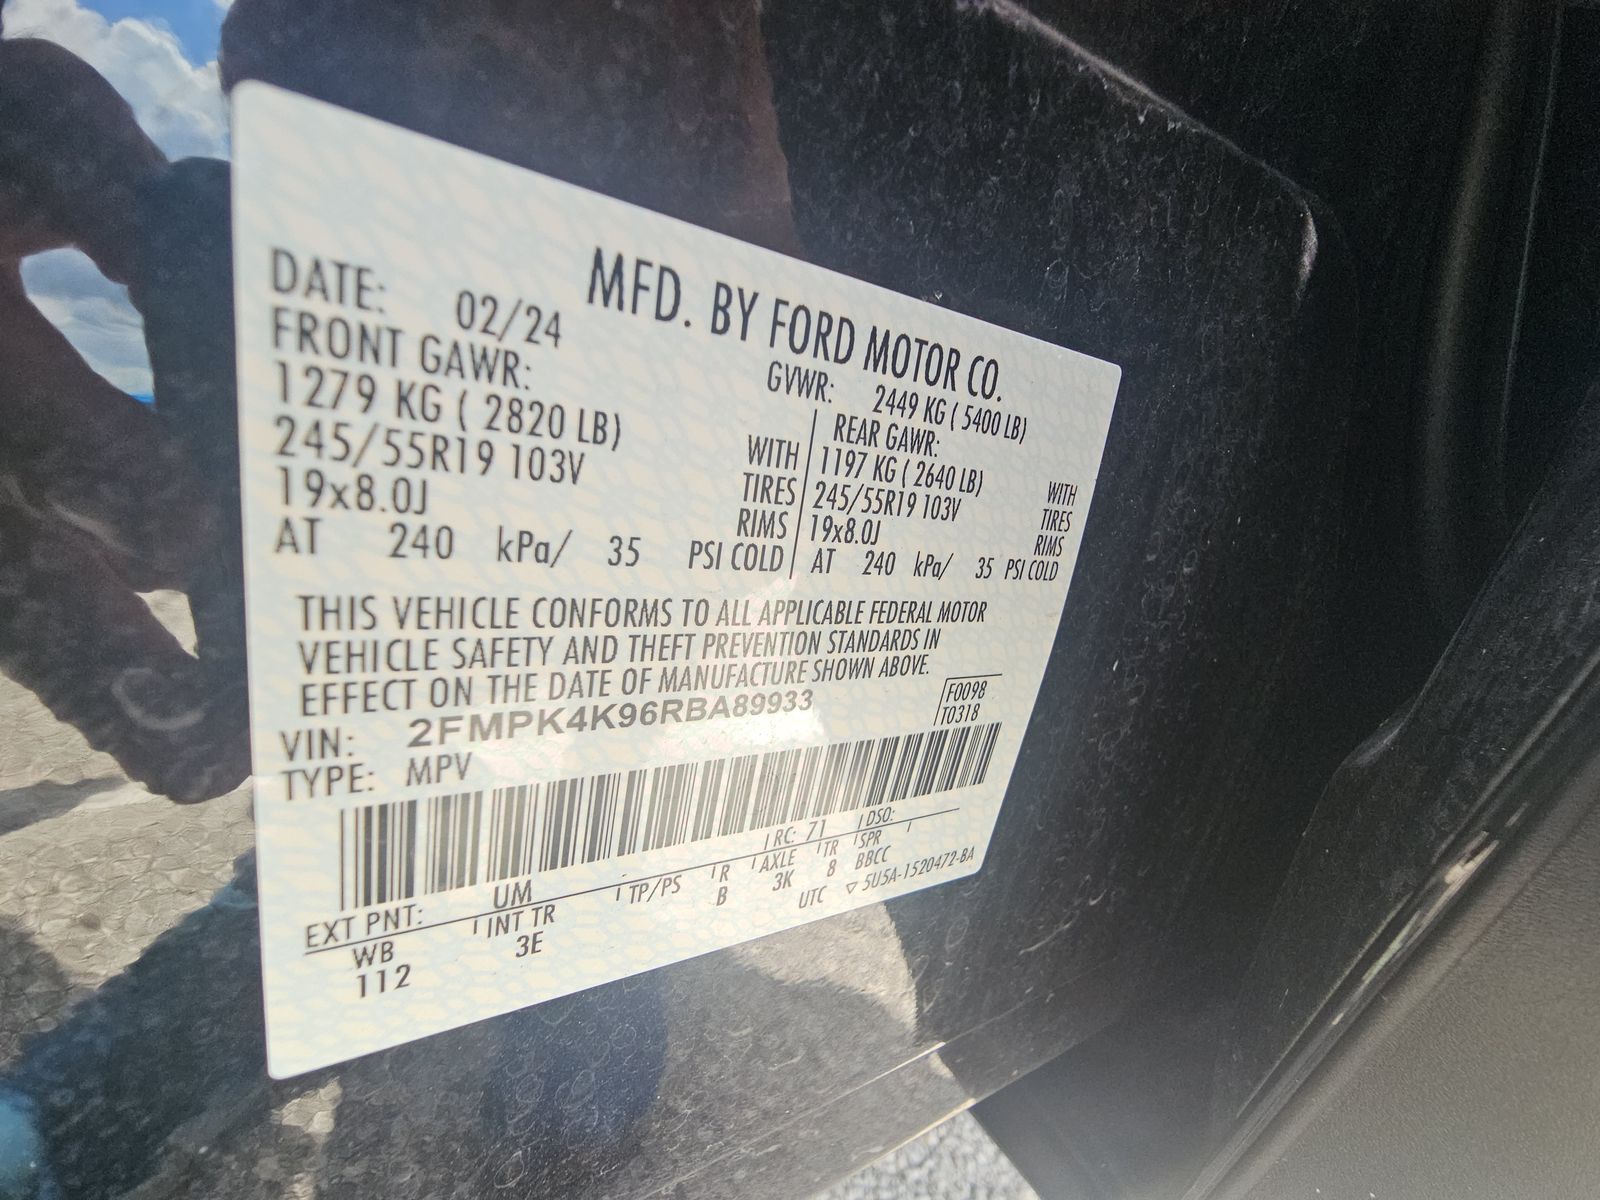 MFD. BY FORD MOTOR CO.
DATE: 02/24
GVWR: 2449 KG ( 5400 LB)
FRONT GAWR:
1279 KG ( 2820 LB) WITH
245/55R19 103V TIRES
19x8.0J RIMS
AT 240 kPa/ 35 PSI COLD
REAR GAWR:
1197 KG ( 2640 LB) WITH
245/55R19 103V TIRES
19x8.0J RIMS
AT 240 kPa/ 35 PSI COLD
THIS VEHICLE CONFORMS TO ALL APPLICABLE FEDERAL MOTOR
VEHICLE SAFETY AND THEFT PREVENTION STANDARDS IN
EFFECT ON THE DATE OF MANUFACTURE SHOWN ABOVE.
VIN: 2FMPK4K96RBA89933
F0098
T0318
TYPE: MPV
EXT PNT: UM RC: 71 DSO:
WB INT TR TP/PS R AXLE TR SPR
112 3E B 3K 8 BBCC
UTC ▽ 5U5A-1520472-BA